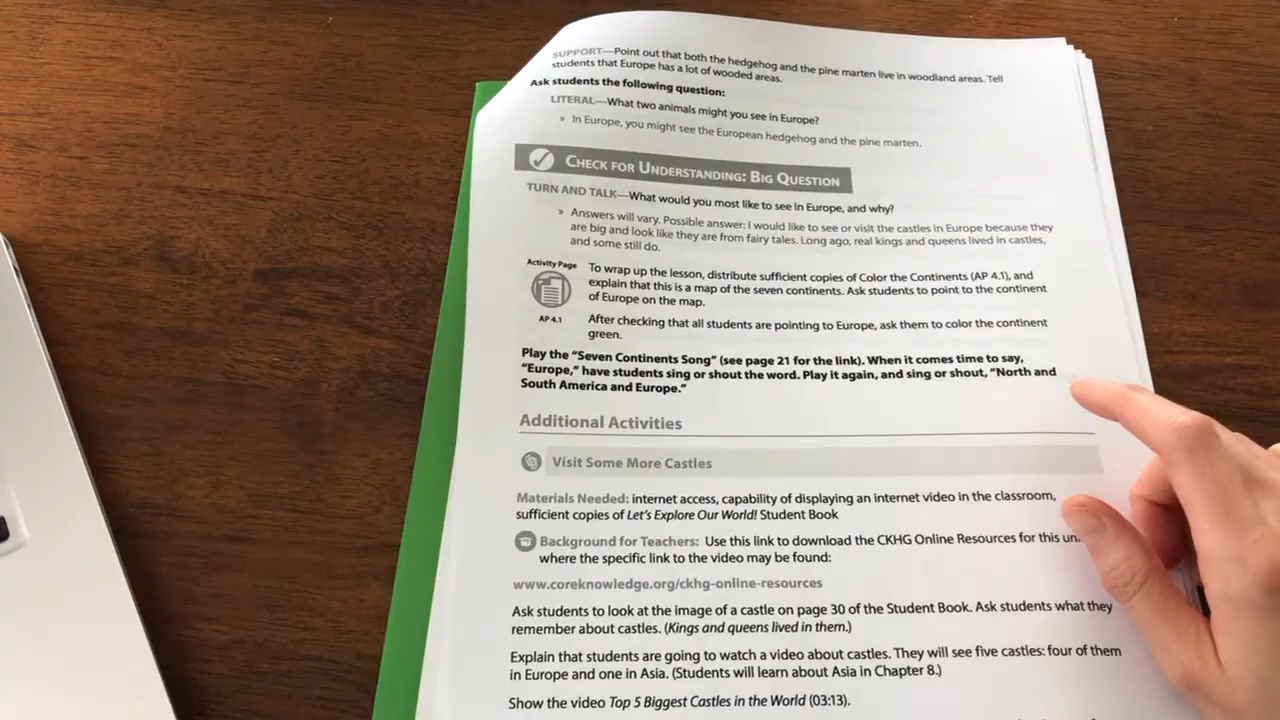 SUPPORT—Point out that both the hedgehog and the pine marten live in woodland areas. Tell
students that Europe has a lot of wooded areas.
Ask students the following question:
LITERAL—What two animals might you see in Europe?
» In Europe, you might see the European hedgehog and the pine marten.
CHECK FOR UNDERSTANDING: BIG QUESTION
TURN AND TALK—What would you most like to see in Europe, and why?
» Answers will vary. Possible answer: I would like to see or visit the castles in Europe because they
are big and look like they are from fairy tales. Long ago, real kings and queens lived in castles,
and some still do.
Activity Page
AP 4.1
To wrap up the lesson, distribute sufficient copies of Color the Continents (AP 4.1), and
explain that this is a map of the seven continents. Ask students to point to the continent
of Europe on the map.
After checking that all students are pointing to Europe, ask them to color the continent
green.
Play the “Seven Continents Song” (see page 21 for the link). When it comes time to say,
“Europe,” have students sing or shout the word. Play it again, and sing or shout, “North and
South America and Europe.”
Additional Activities
Visit Some More Castles
Materials Needed: internet access, capability of displaying an internet video in the classroom,
sufficient copies of Let’s Explore Our World! Student Book
Background for Teachers: Use this link to download the CKHG Online Resources for this
where the specific link to the video may be found:
www.coreknowledge.org/ckhg-online-resources
Ask students to look at the image of a castle on page 30 of the Student Book. Ask students what they
remember about castles. (Kings and queens lived in them.)
Explain that students are going to watch a video about castles. They will see five castles: four of them
in Europe and one in Asia. (Students will learn about Asia in Chapter 8.)
Show the video Top 5 Biggest Castles in the World (03:13).